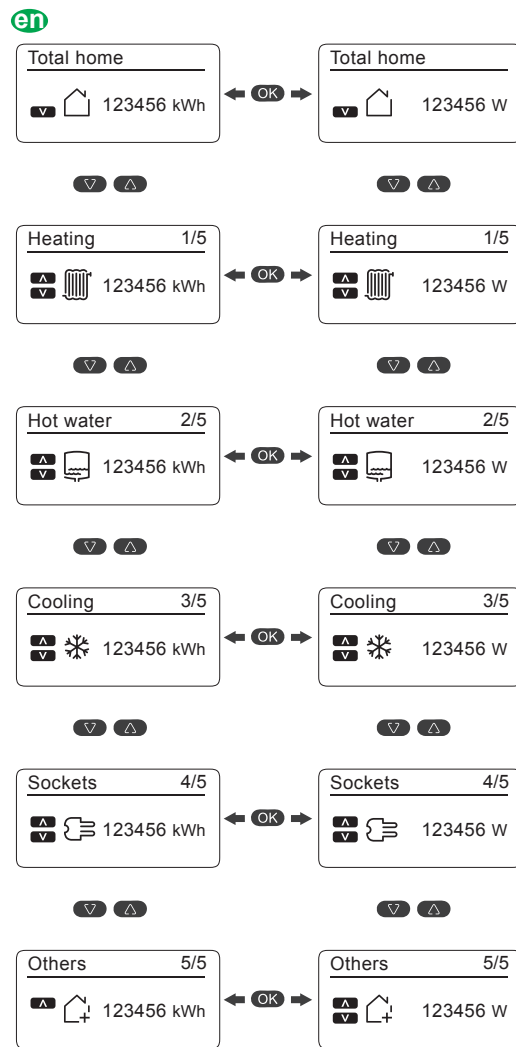 en
Total home
123456 kWh
OK
Total home
123456 W
Heating 1/5
123456 kWh
OK
Heating 1/5
123456 W
Hot water 2/5
123456 kWh
OK
Hot water 2/5
123456 W
Cooling 3/5
123456 kWh
OK
Cooling 3/5
123456 W
Sockets 4/5
123456 kWh
OK
Sockets 4/5
123456 W
Others 5/5
123456 kWh
OK
Others 5/5
123456 W